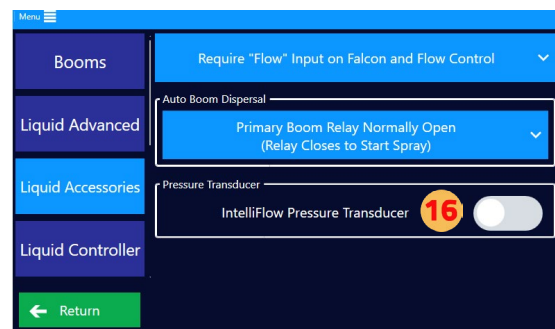 Menu
Booms
Liquid Advanced
Liquid Accessories
Liquid Controller
Return
Require "Flow" Input on Falcon and Flow Control
Auto Boom Dispersal
Primary Boom Relay Normally Open
(Relay Closes to Start Spray)
Pressure Transducer
IntelliFlow Pressure Transducer
16